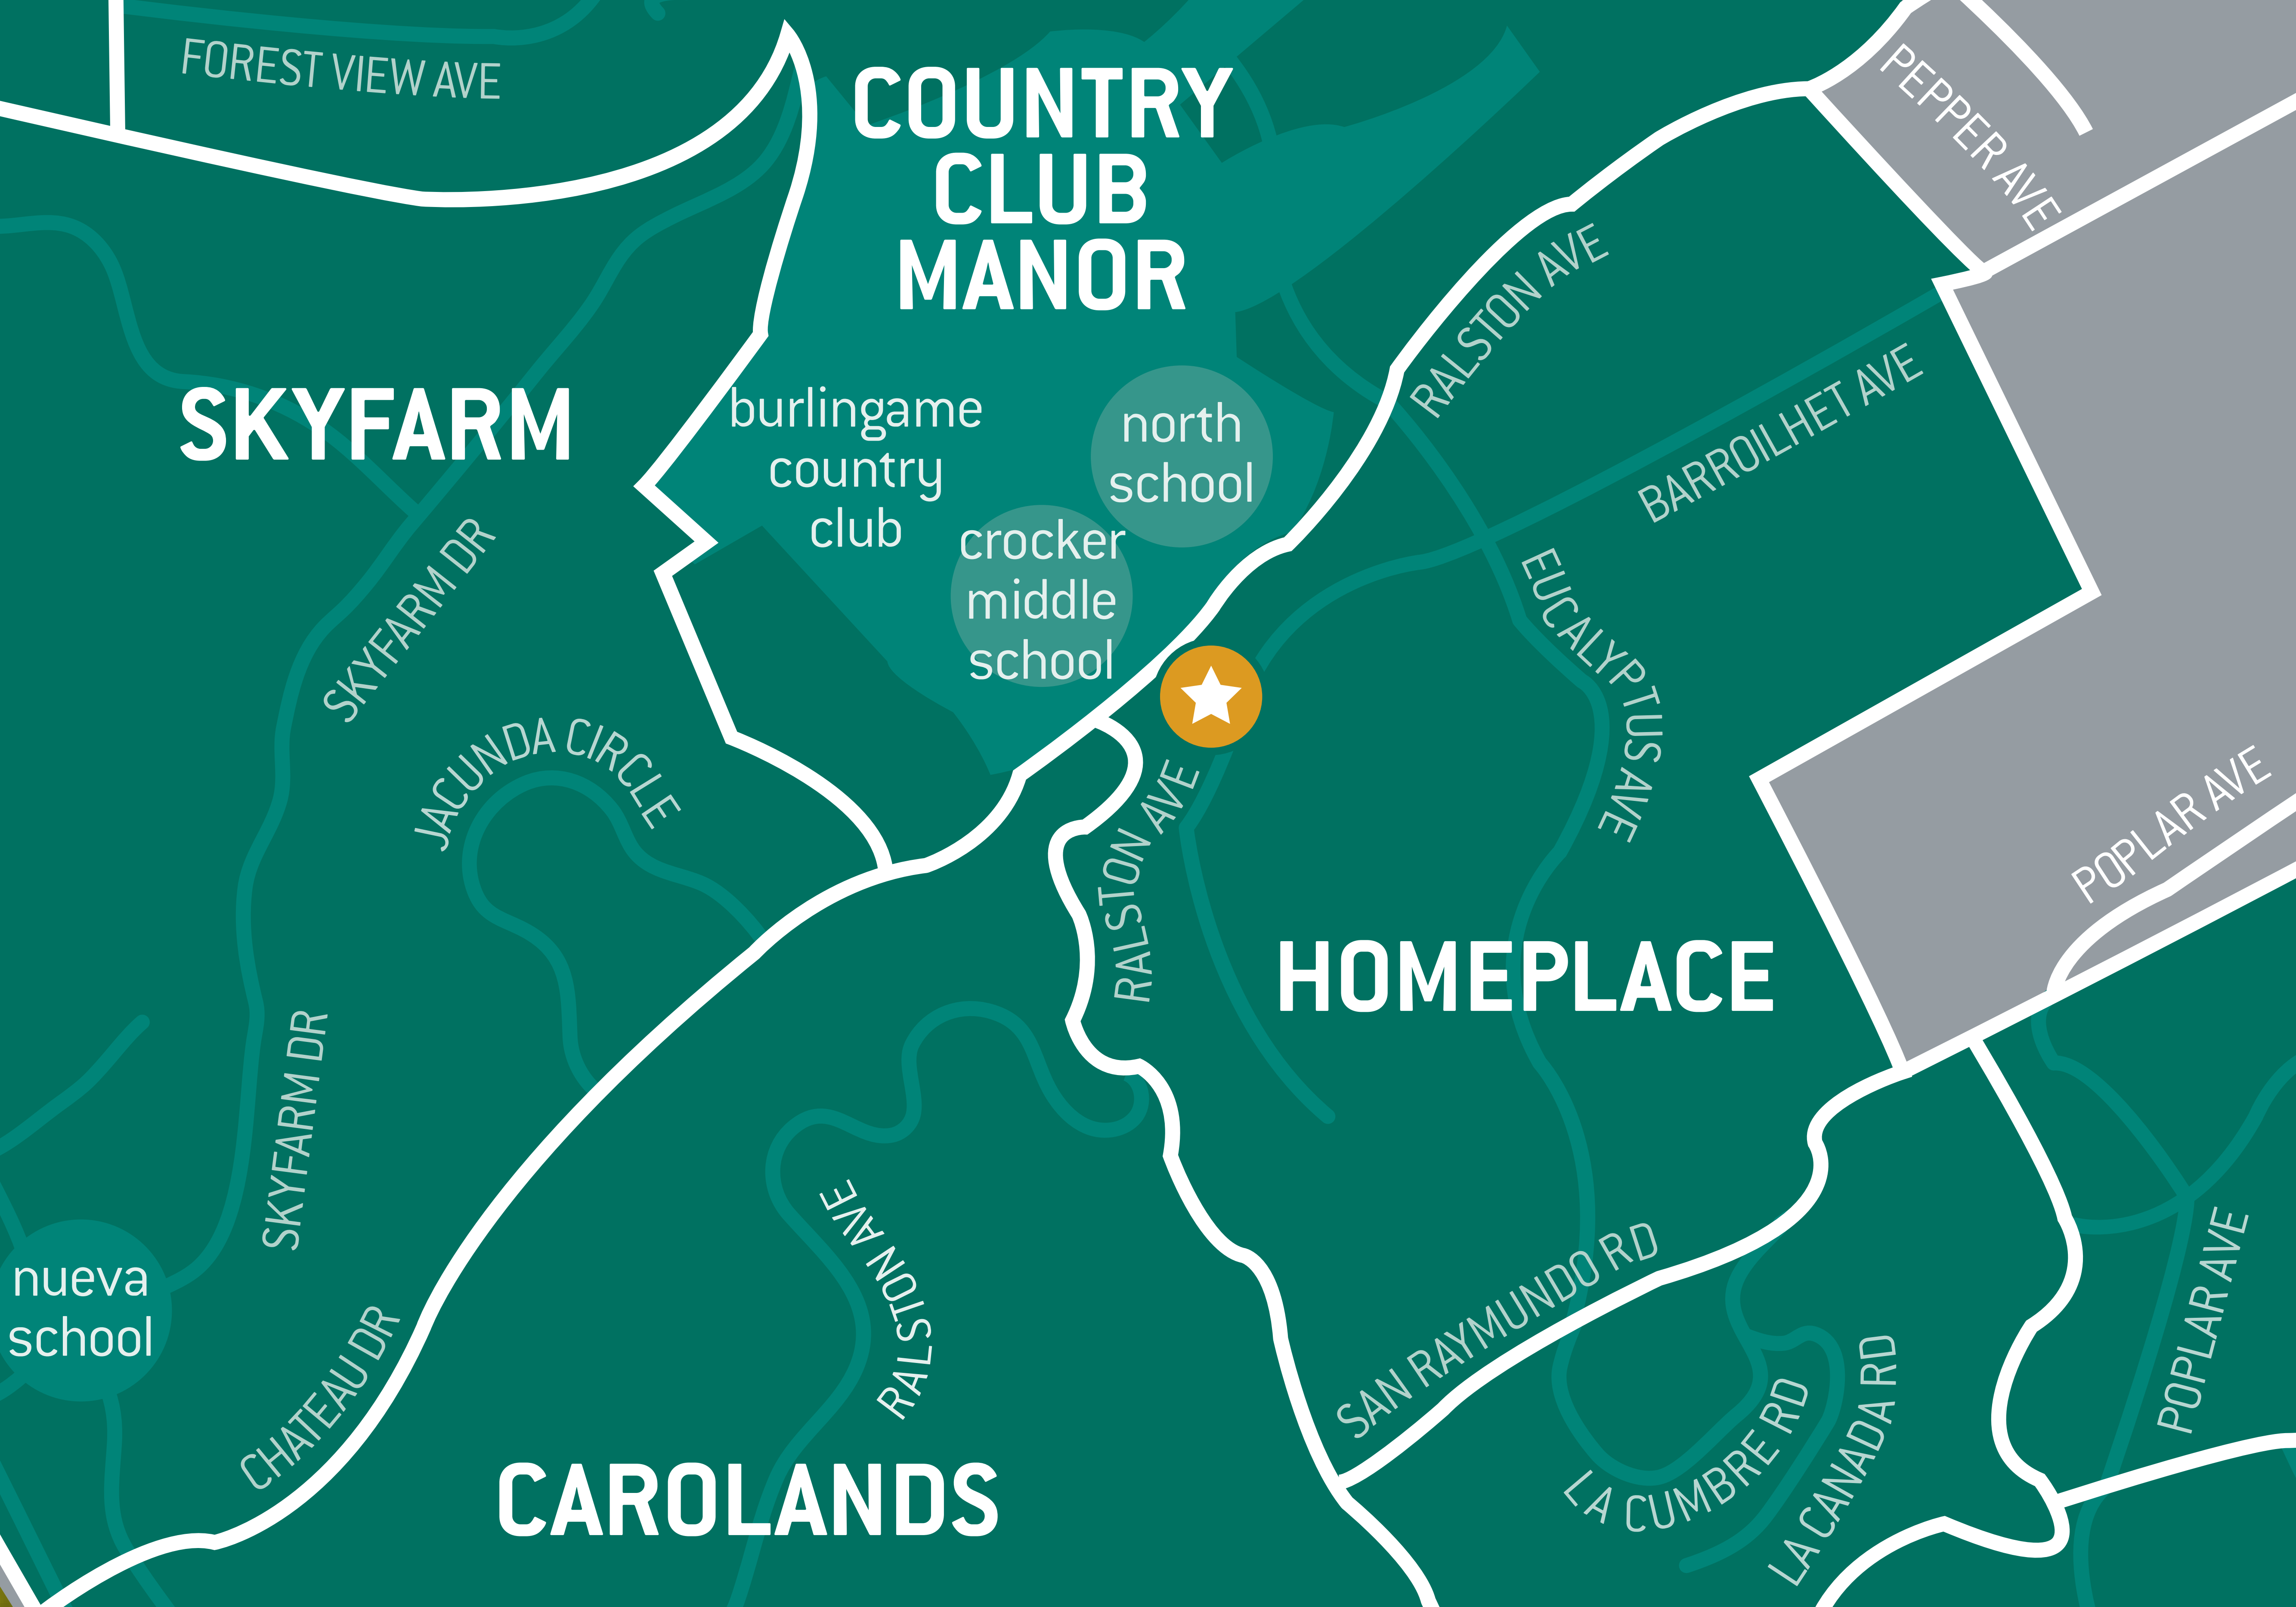 FOREST VIEW AVE
COUNTRY
CLUB
MANOR
PEPPER AVE
RALSTON AVE
BARROILHET AVE
SKYFARM
burlingame
country
club
north
school
crocker
middle
school
SKYFARM DR
EUCALYPTUS AVE
JACUNDA CIRCLE
RALSTON AVE
POPLAR AVE
HOMEPLACE
SKYFARM DR
RALSTON AVE
nueva
school
CHATEAU DR
SAN RAYMUNDO RD
POPLAR AVE
LA CUMBRE RD
LA CANADA RD
CAROLANDS